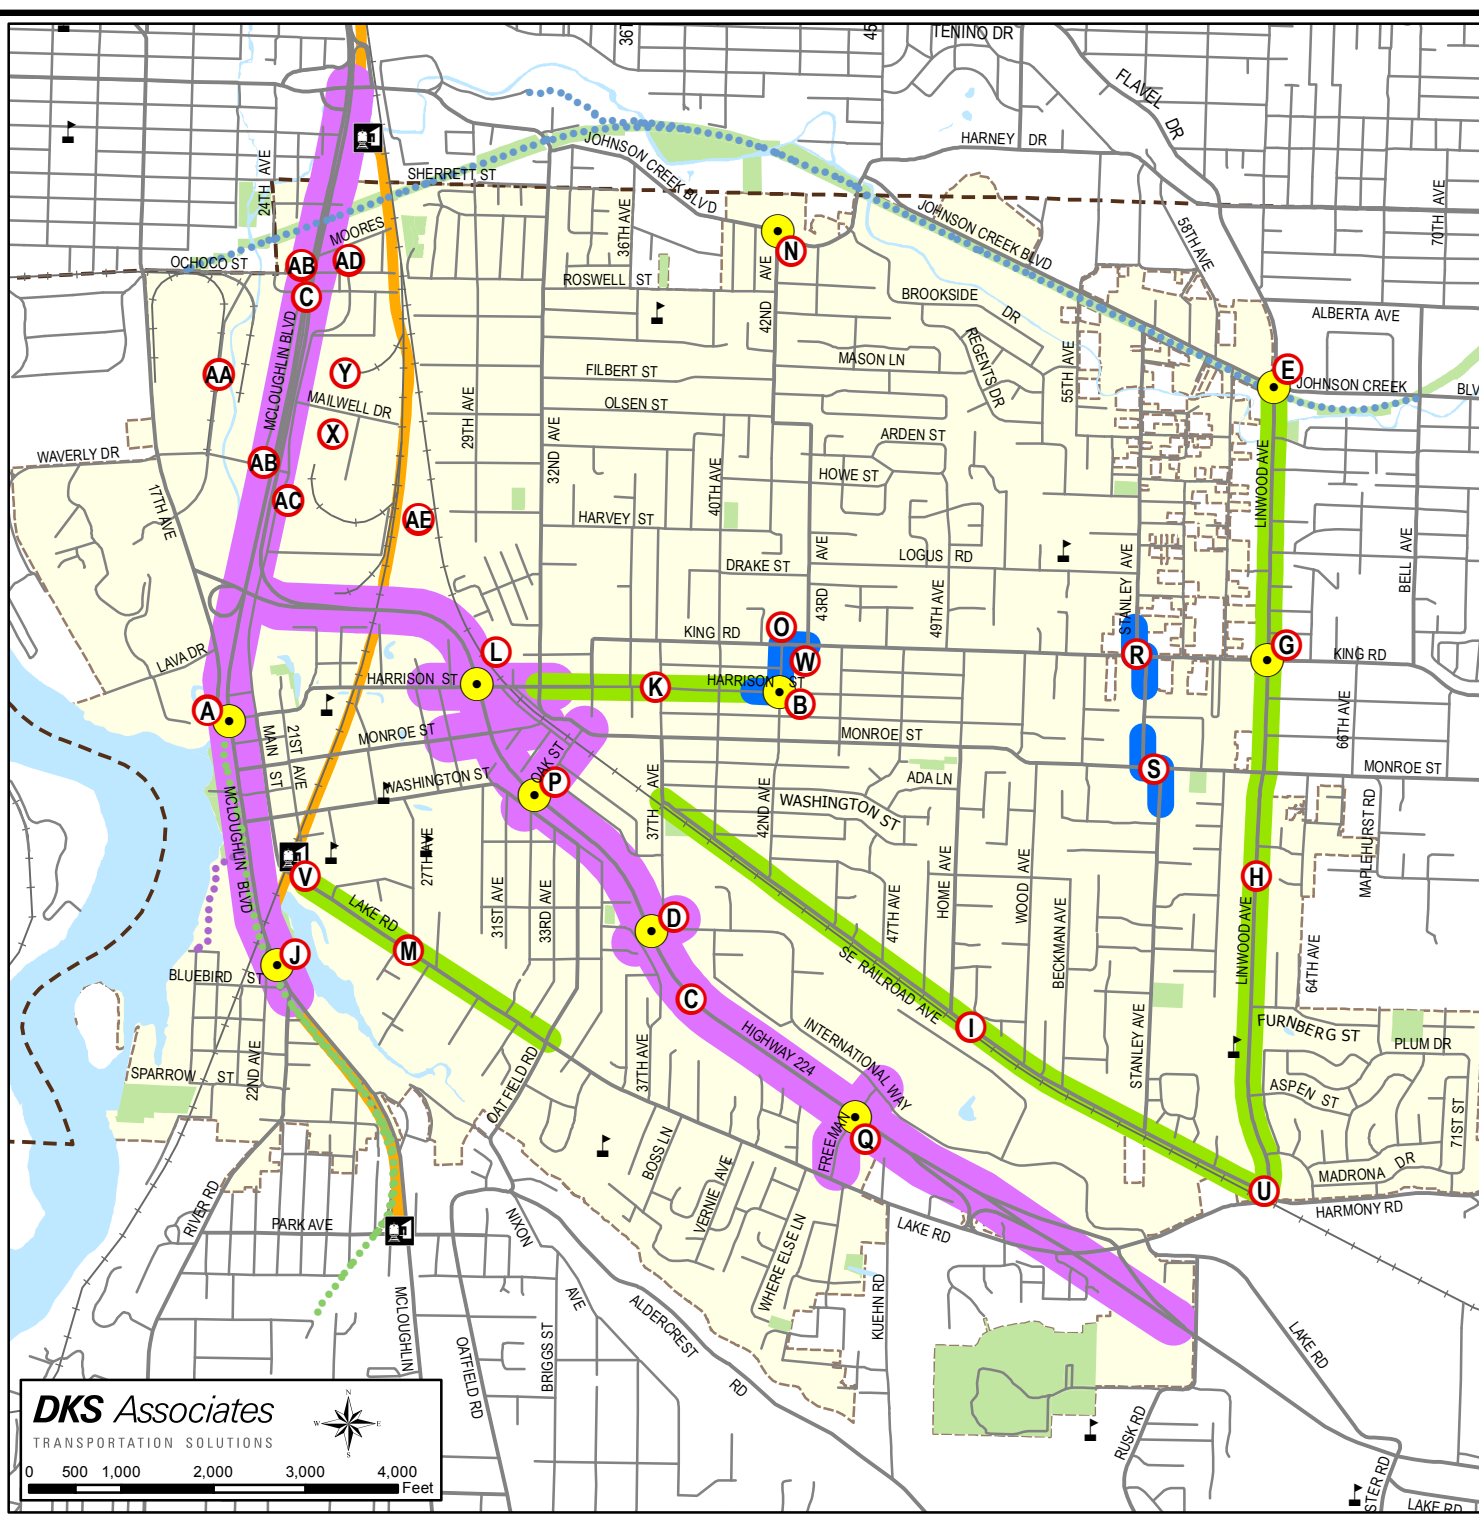 36T
45
TENINO DR
FLAVEL
DR
HARNEY DR
24TH AVE
SHERRETT ST
JOHNSON CREEK BLVD
36TH AVE
JOHNSON CREEK BLVD
58TH AVE
70TH AVE
MOORES
OCHOCO ST
AB
AD
C
N
ROSWELL ST
42ND AVE
BROOKSIDE
DR
ALBERTA AVE
MCLOUGHLIN BLVD
AA
Y
MAILWELL DR
X
FILBERT ST
MASON LN
REGENTS DR
55TH AVE
E
JOHNSON CREEK
BLV
OLSEN ST
29TH AVE
32ND AVE
ARDEN ST
WAVERLY DR
AB
AC
AE
17TH AVE
40TH AVE
HOWE ST
LINWOOD AVE
HARVEY ST
43RD AVE
LOGUS RD
DRAKE ST
49TH AVE
STANLEY AVE
BELL AVE
KING RD
O
W
R
G
KING RD
LAVA DR
L
HARRISON ST
K
HARRISON ST
B
A
MAIN ST
21ST AVE
MONROE ST
MONROE ST
66TH AVE
OAK ST
S
MONROE ST
WASHINGTON ST
P
ADA LN
37TH AVE
42ND AVE
WASHINGTON ST
MAPLEHURST RD
MCLOUGHLIN BLVD
27TH AVE
V
H
LAKE RD
31ST AVE
33RD AVE
D
47TH AVE
HOME AVE
WOOD AVE
BECKMAN AVE
M
J
BLUEBIRD ST
LINWOOD AVE
64TH AVE
SE RAILROAD AVE
C
I
HIGHWAY 224
INTERNATIONAL WAY
STANLEY AVE
FURNBERG ST
PLUM DR
SPARROW ST
22ND AVE
OATFIELD RD
37TH AVE
ASPEN ST
71ST ST
FREEMAN
Q
BOSS LN
VERNIE AVE
MADRONA DR
U
HARMONY RD
RIVER RD
PARK AVE
NIXON
AVE
WHERE ELSE LN
LAKE RD
KUEHN RD
MCLOUGHLIN
OATFIELD RD
BRIGGS ST
ALDERCREST
RD
LAKE RD
RUSK RD
STER RD
LAKE RD
DKS Associates
TRANSPORTATION SOLUTIONS
N
W
E
S
0 500 1,000 2,000 3,000 4,000
Feet